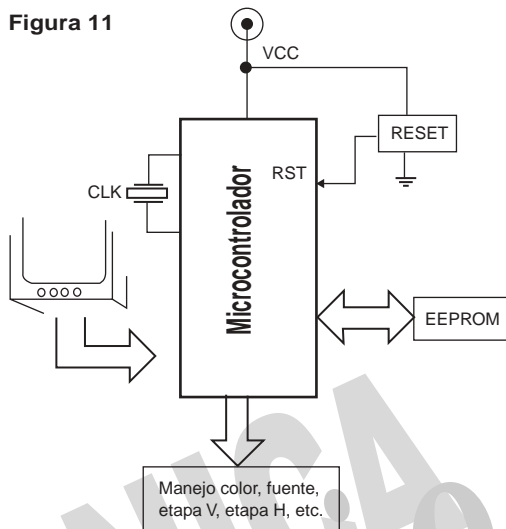 Figura 11
VCC
RESET
RST
CLK
Microcontrolador
EEPROM
Manejo color, fuente,
etapa V, etapa H, etc.